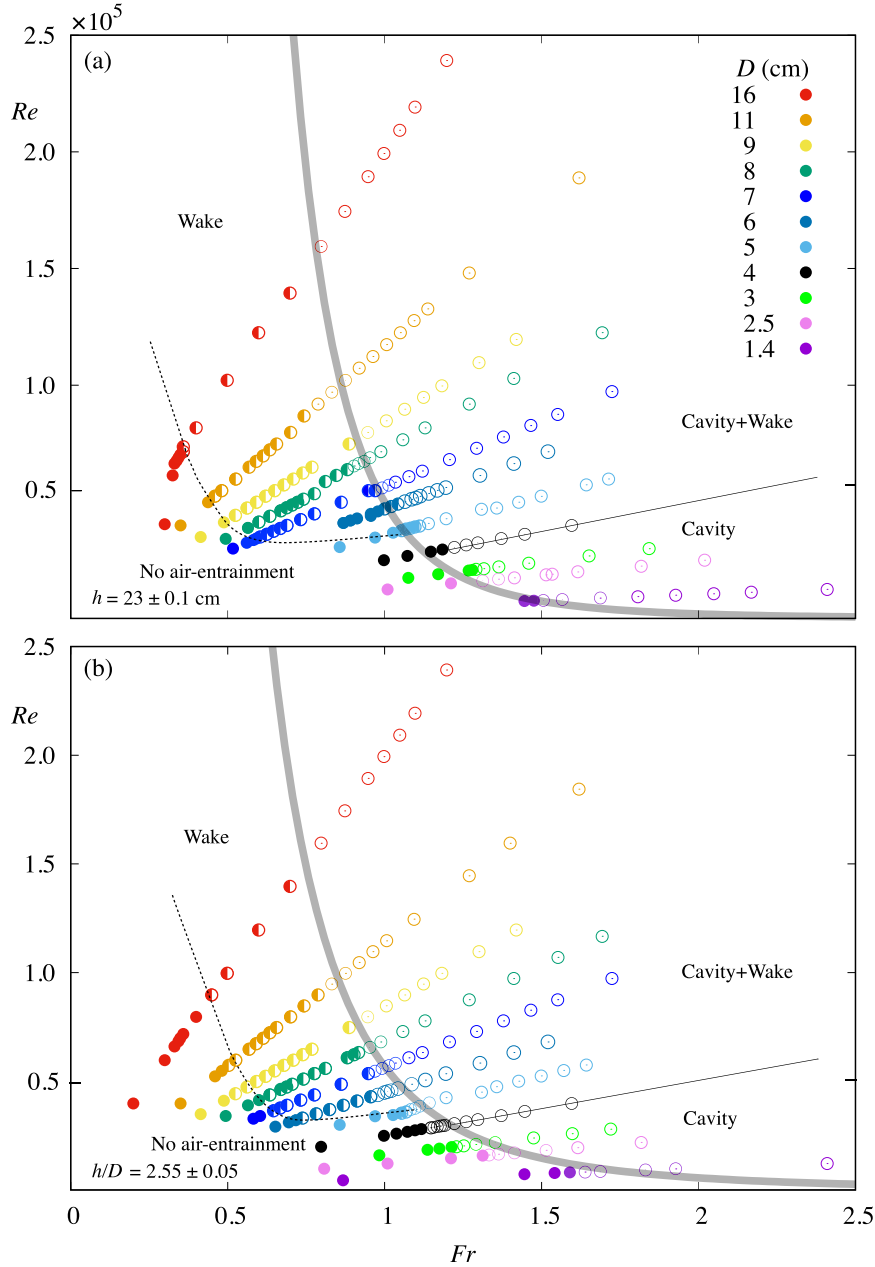 ×10⁵
2.5
(a)
D (cm)
16
11
9
8
7
6
5
4
3
2.5
1.4
Re
2.0
Wake
1.5
1.0
Cavity+Wake
0.5
Cavity
No air-entrainment
h = 23 ± 0.1 cm
2.5
(b)
Re
2.0
Wake
1.5
1.0
Cavity+Wake
0.5
Cavity
No air-entrainment
h/D = 2.55 ± 0.05
0 0.5 1 1.5 2 2.5
Fr